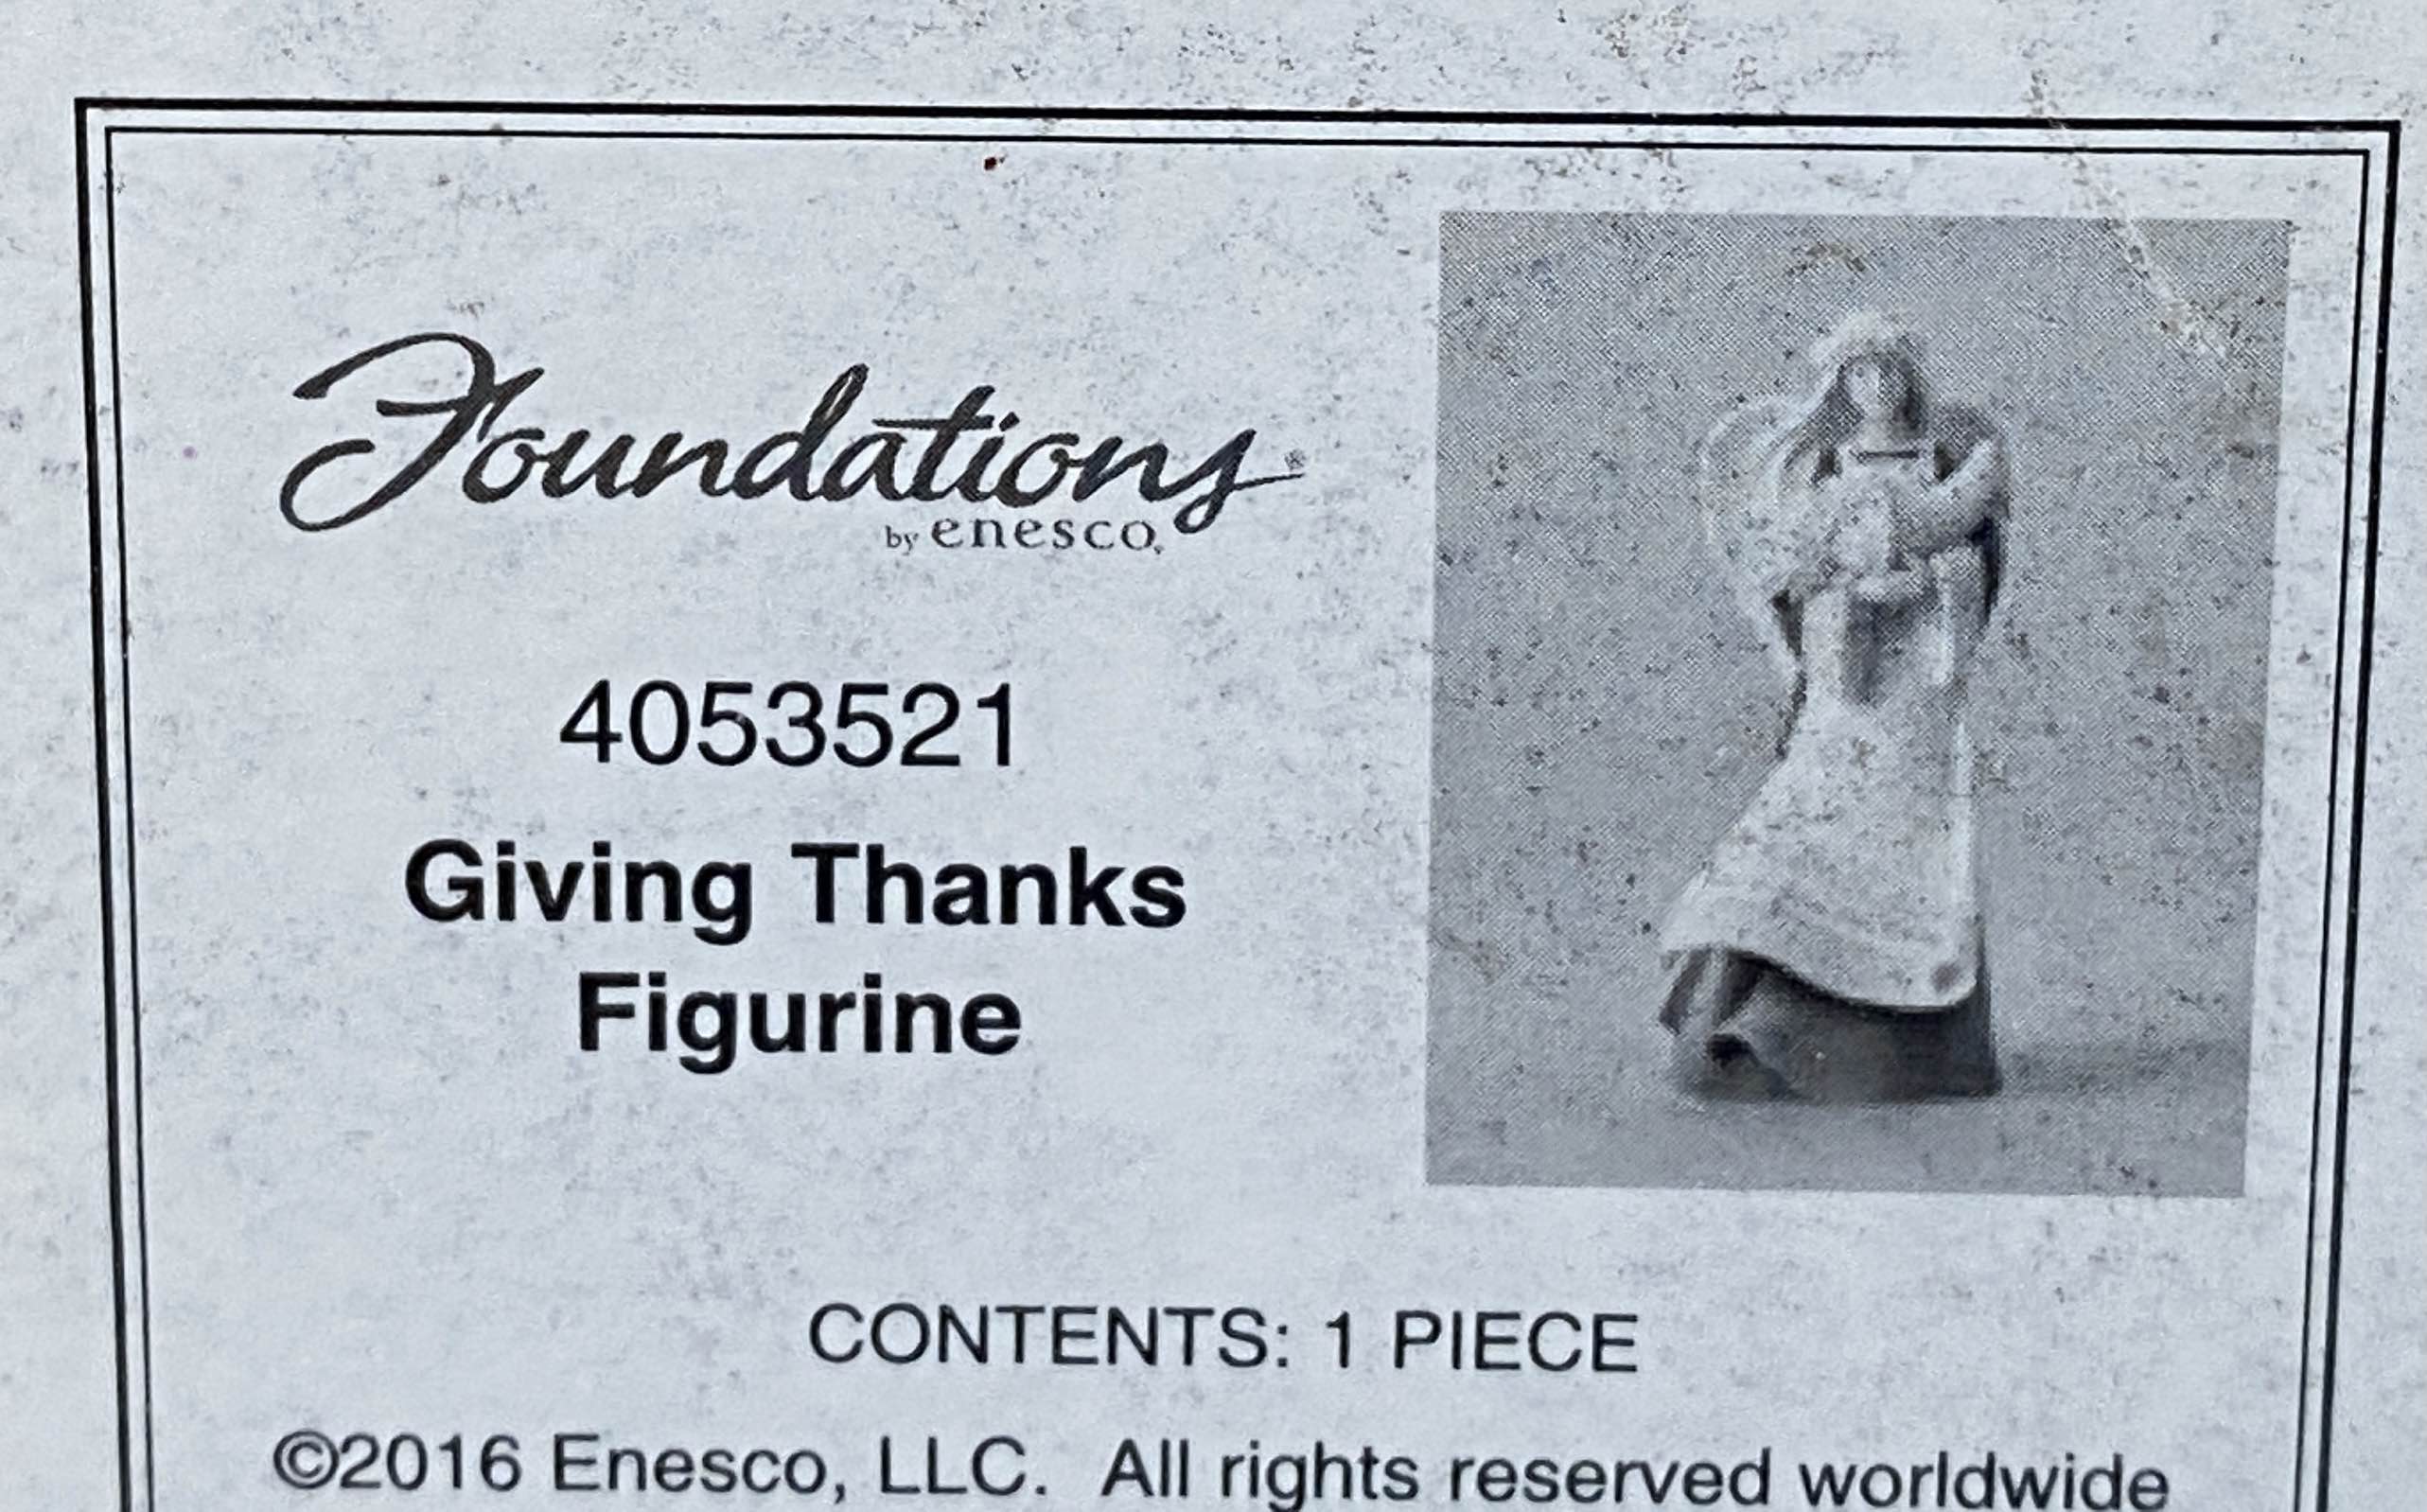 Foundations®
by enesco®
4053521
Giving Thanks
Figurine
CONTENTS: 1 PIECE
©2016 Enesco, LLC. All rights reserved worldwide